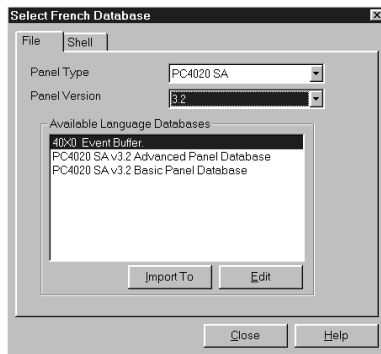 Select French Database
File Shell
Panel Type PC4020 SA
Panel Version 3.2
Available Language Databases
40X0 Event Buffer.
PC4020 SA v3.2 Advanced Panel Database
PC4020 SA v3.2 Basic Panel Database
Import To Edit
Close Help